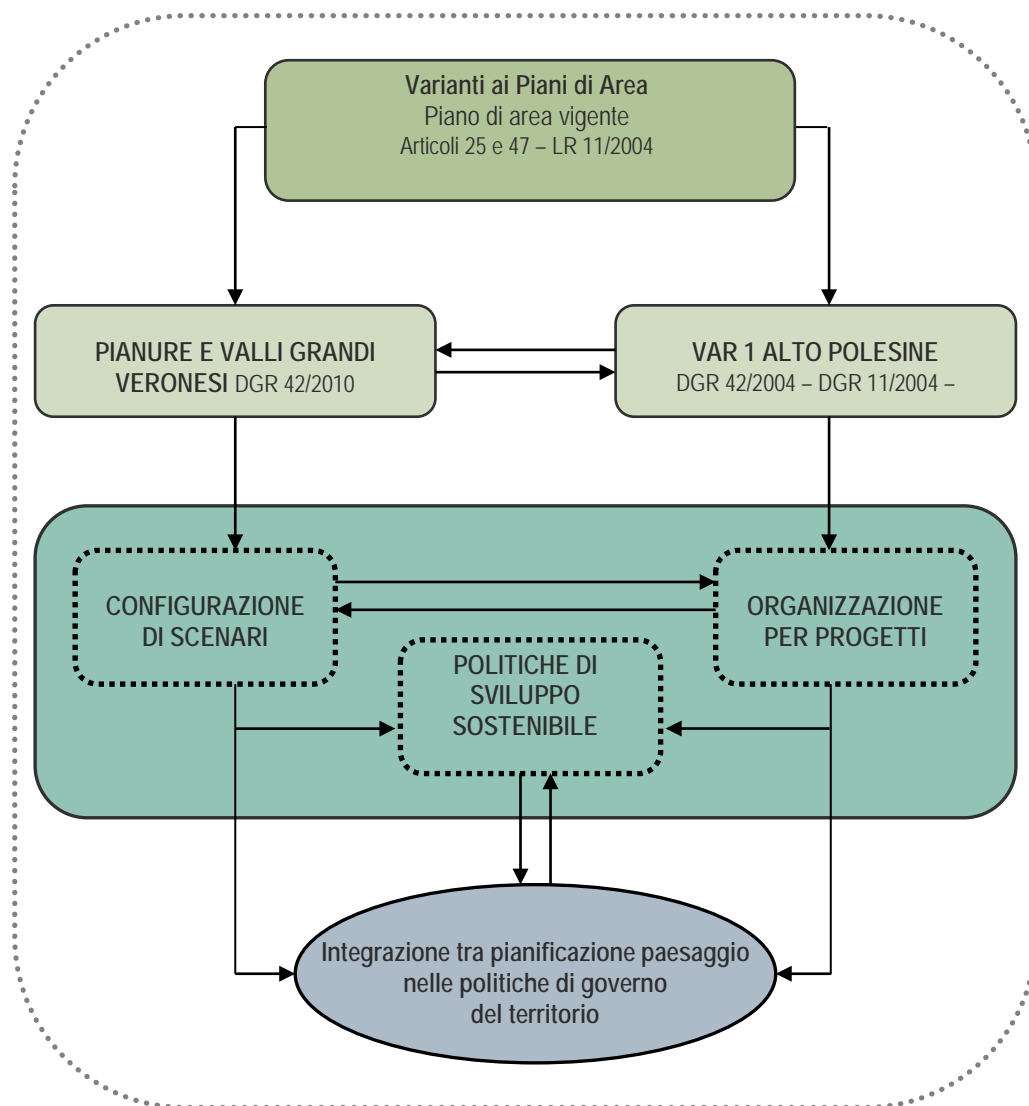 Varianti ai Piani di Area
Piano di area vigente
Articoli 25 e 47 – LR 11/2004
PIANURE E VALLI GRANDI
VERONESI DGR 42/2010
VAR 1 ALTO POLESINE
DGR 42/2004 – DGR 11/2004 –
CONFIGURAZIONE
DI SCENARI
ORGANIZZAZIONE
PER PROGETTI
POLITICHE DI
SVILUPPO
SOSTENIBILE
Integrazione tra pianificazione paesaggio
nelle politiche di governo
del territorio